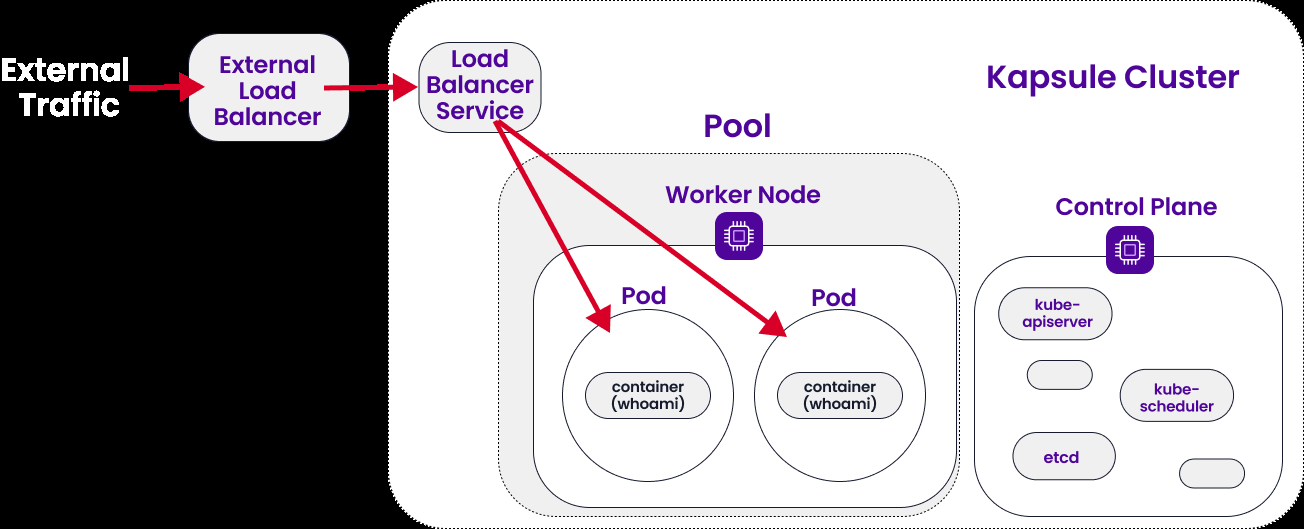 External
Traffic
External
Load
Balancer
Load
Balancer
Service
Kapsule Cluster
Pool
Worker Node
Control Plane
Pod
Pod
container
(whoami)
container
(whoami)
kube-
apiserver
kube-
scheduler
etcd